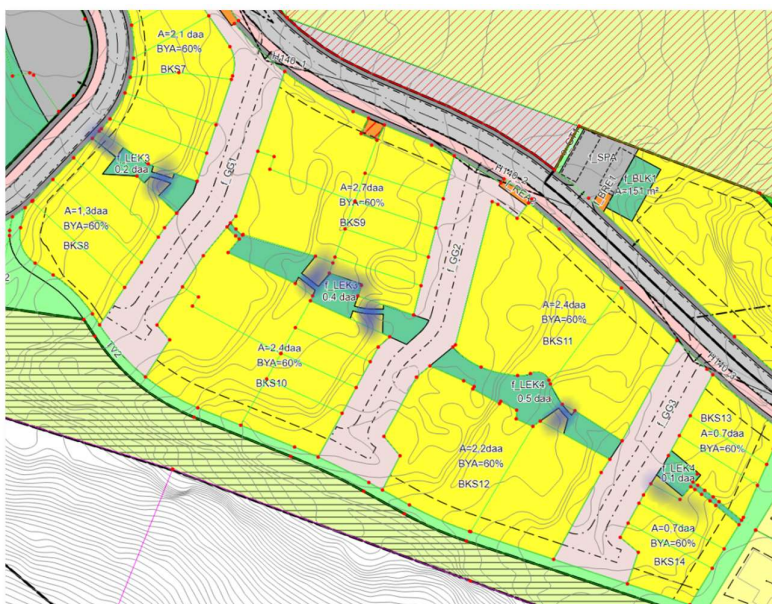 A=2,1 daa
BYA=60%
BKS7
H140_1
f_LEK3
0,2 daa
f_GG1
A=1,3daa
BYA=60%
BKS8
A=2,7daa
BYA=60%
BKS9
H140_2
f_SPA
f_BLK1
A=151 m²
f_GG2
f_LEK3
0,4 daa
A=2,4daa
BYA=60%
BKS11
A=2,4daa
BYA=60%
BKS10
f_LEK4
0,5 daa
f_GG3
BKS13
A=0,7daa
BYA=60%
A=2,2daa
BYA=60%
BKS12
f_LEK4
0,1 daa
A=0,7daa
BYA=60%
BKS14